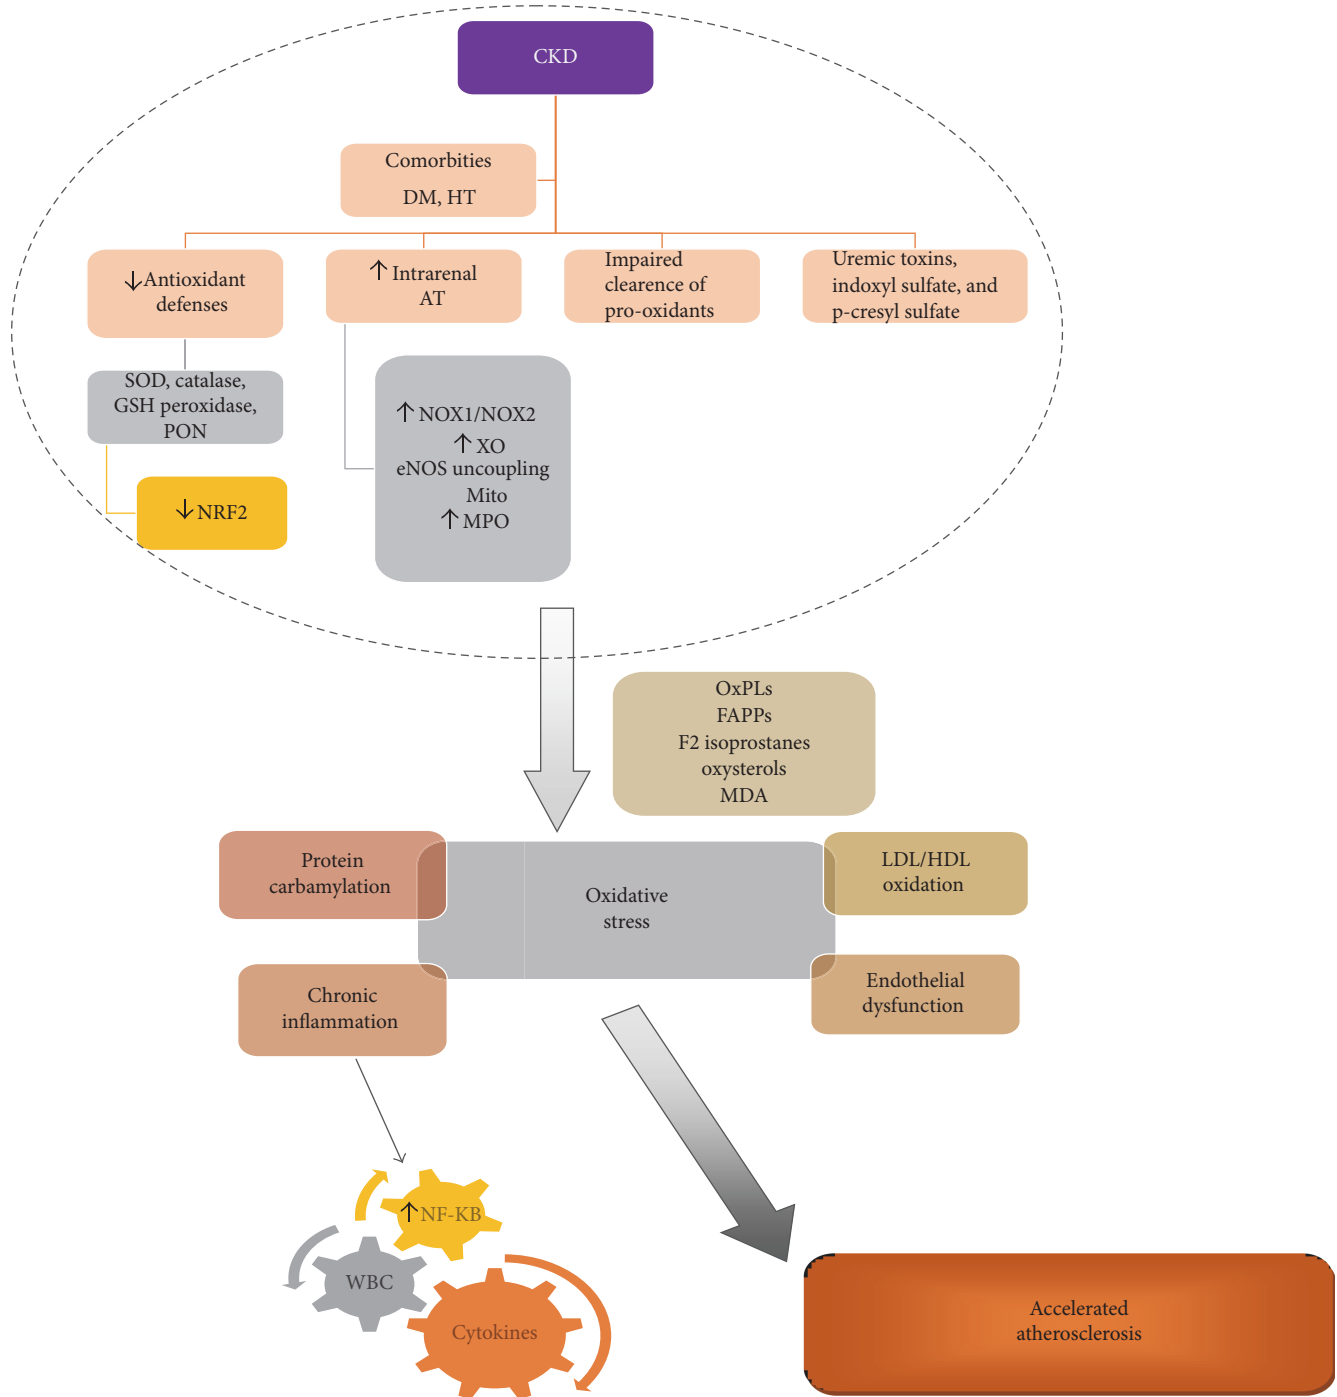 CKD
Comorbities
DM, HT
↓ Antioxidant
defenses
↑ Intrarenal
AT
Impaired
clearence of
pro-oxidants
Uremic toxins,
indoxyl sulfate, and
p-cresyl sulfate
SOD, catalase,
GSH peroxidase,
PON
↓ NRF2
↑ NOX1/NOX2
↑ XO
eNOS uncoupling
Mito
↑ MPO
OxPLs
FAPPs
F2 isoprostanes
oxysterols
MDA
Protein
carbamylation
Oxidative
stress
LDL/HDL
oxidation
Chronic
inflammation
Endothelial
dysfunction
↑ NF-KB
WBC
Cytokines
Accelerated
atherosclerosis